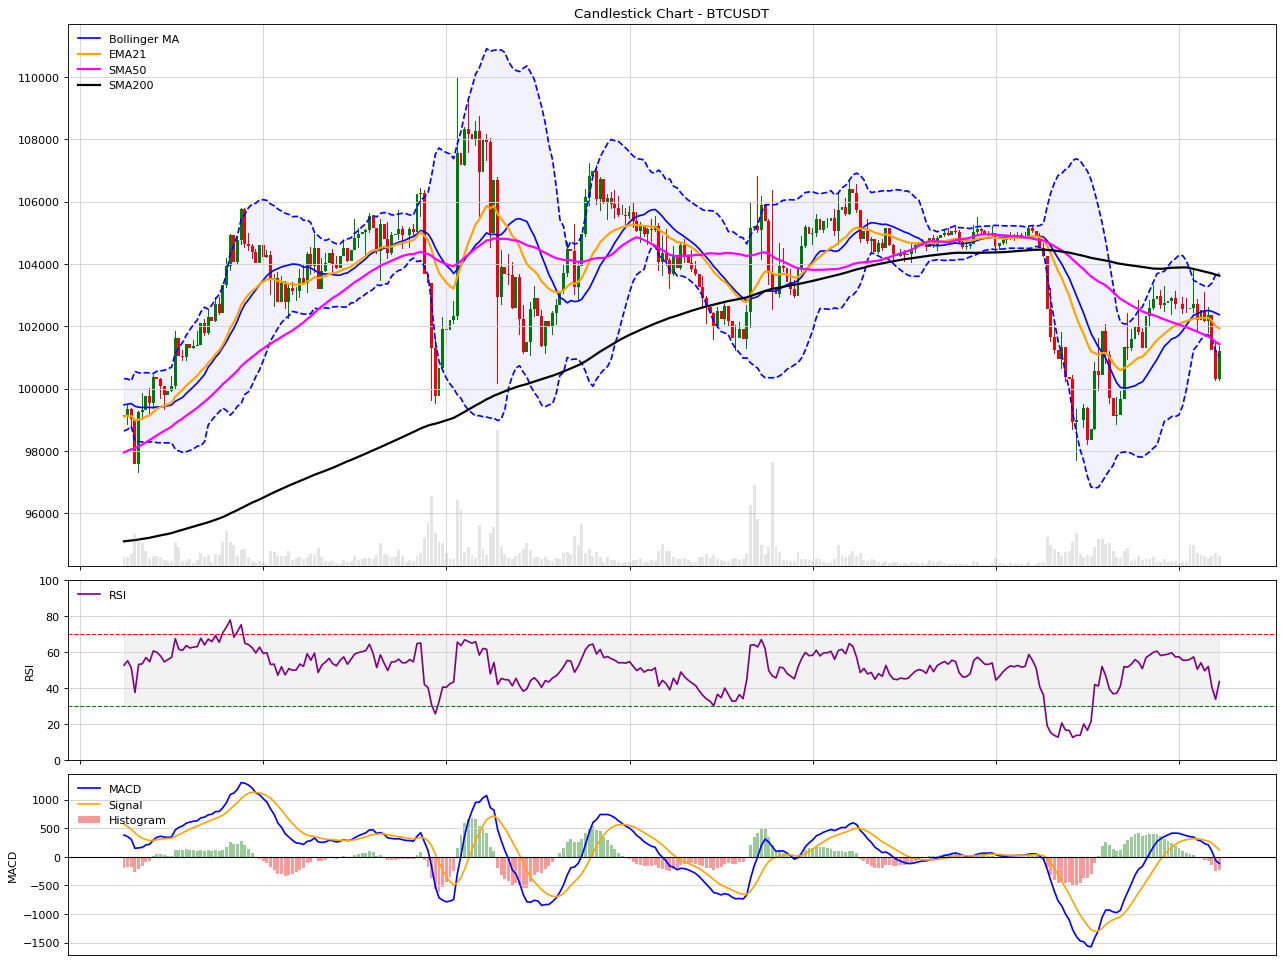 Candlestick Chart - BTCUSDT
Bollinger MA
EMA21
SMA50
SMA200
110000
108000
106000
104000
102000
100000
98000
96000
RSI
100
80
60
40
20
0
RSI
MACD
Signal
Histogram
1000
500
0
−500
−1000
−1500
MACD